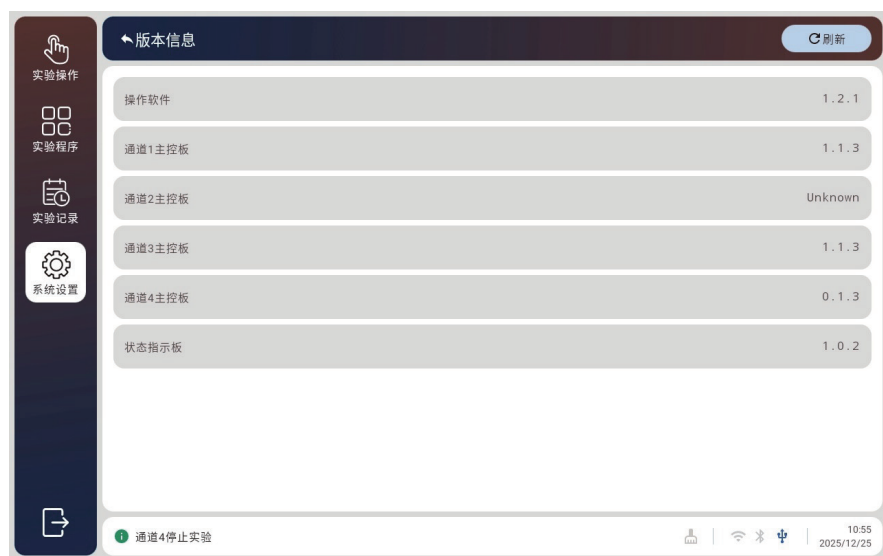 实验操作
实验程序
实验记录
系统设置
版本信息
刷新
操作软件 1.2.1
通道1主控板 1.1.3
通道2主控板 Unknown
通道3主控板 1.1.3
通道4主控板 0.1.3
状态指示板 1.0.2
通道4停止实验
10:55
2025/12/25